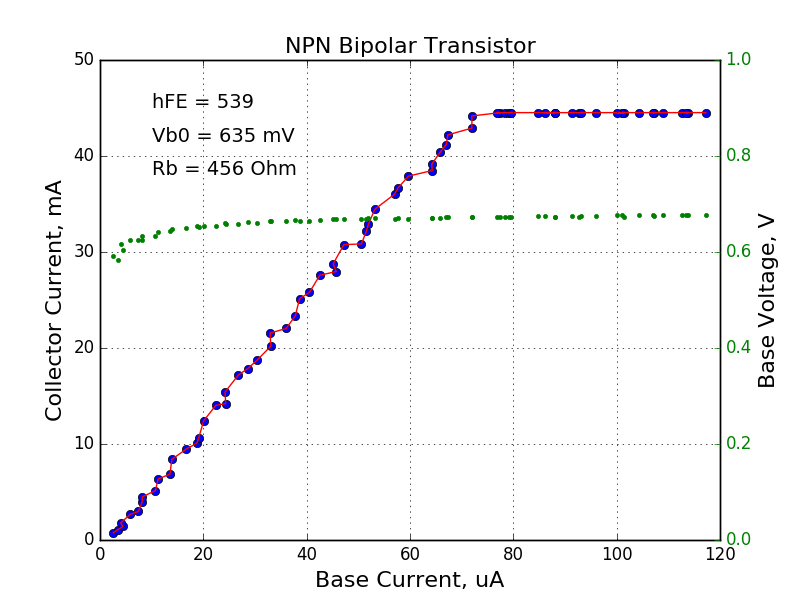 NPN Bipolar Transistor
hFE = 539
Vb0 = 635 mV
Rb = 456 Ohm
Collector Current, mA
50
40
30
20
10
0
1.0
0.8
0.6
0.4
0.2
0.0
Base Voltage, V
0 20 40 60 80 100 120
Base Current, uA